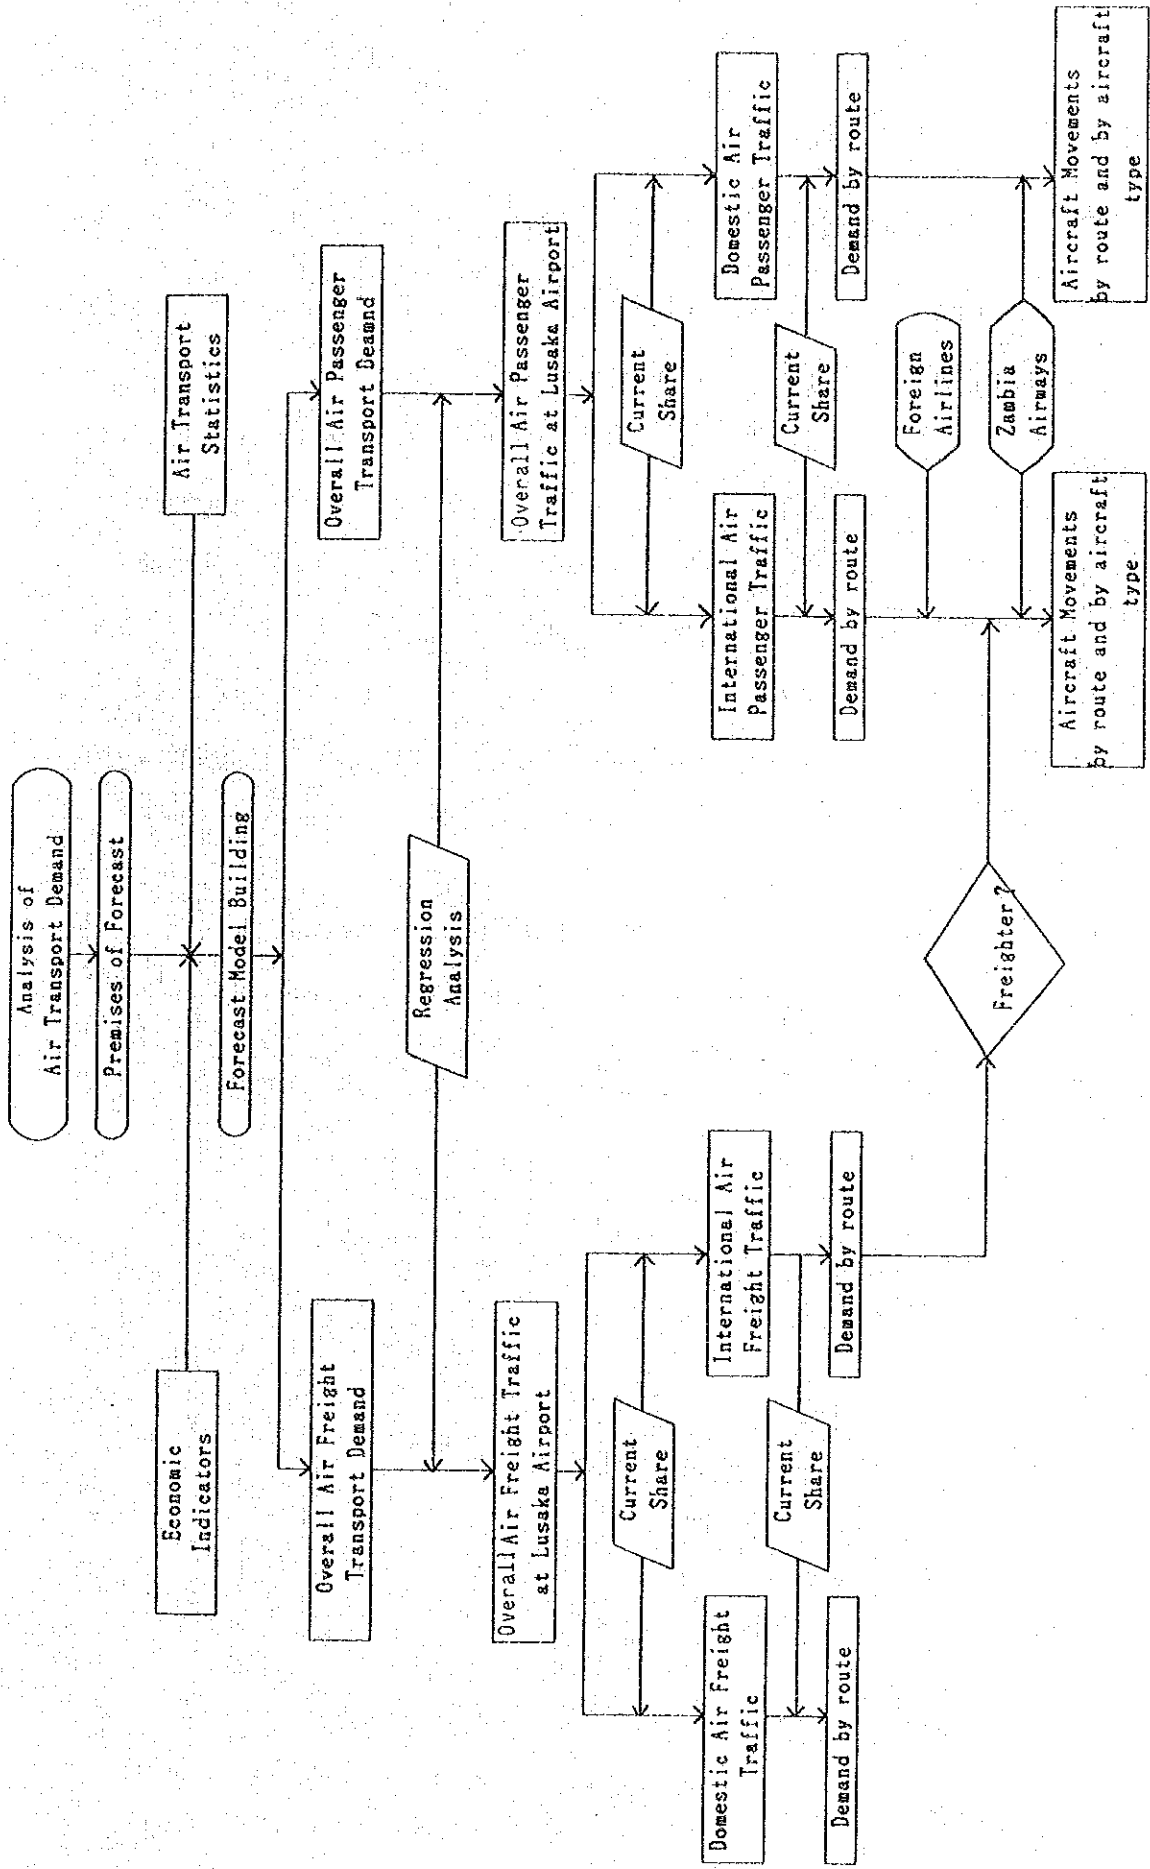 Analysis of
Air Transport Demand
Premises of Forecast
Economic
Indicators
Air Transport
Statistics
Forecast Model Building
Overall Air Freight
Transport Demand
Overall Air Passenger
Transport Deamnd
Regression
Analysis
Overall Air Freight Traffic
at Lusaka Airport
Overall Air Passenger
Traffic at Lusaka Airport
Current
Share
Current
Share
Domestic Air Freight
Traffic
International Air
Freight Traffic
International Air
Passenger Traffic
Domestic Air
Passenger Traffic
Current
Share
Current
Share
Demand by route
Demand by route
Demand by route
Demand by route
Foreign
Airlines
Freighter?
Zambia
Airways
Aircraft Movements
by route and by aircraft
type
Aircraft Movements
by route and by aircraft
type